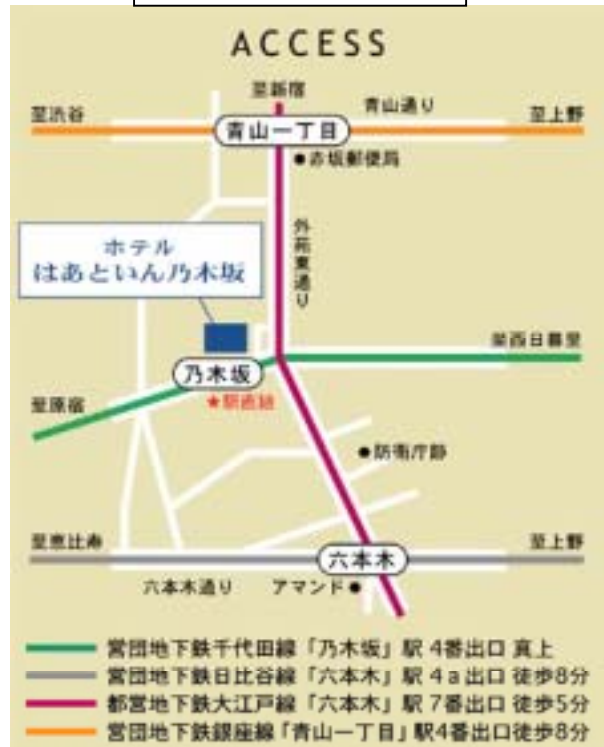 ACCESS
至新宿
至渋谷
青山通り
至上野
青山一丁目
●赤坂郵便局
外苑東通り
ホテル
はあといん乃木坂
至西日暮里
乃木坂
★駅直結
至原宿
●防衛庁跡
至恵比寿
六本木
至上野
六本木通り
アマンド●
営団地下鉄千代田線「乃木坂」駅 4番出口 真上
営団地下鉄日比谷線「六本木」駅 4a出口 徒歩8分
都営地下鉄大江戸線「六本木」駅 7番出口 徒歩5分
営団地下鉄銀座線「青山一丁目」駅4番出口徒歩8分